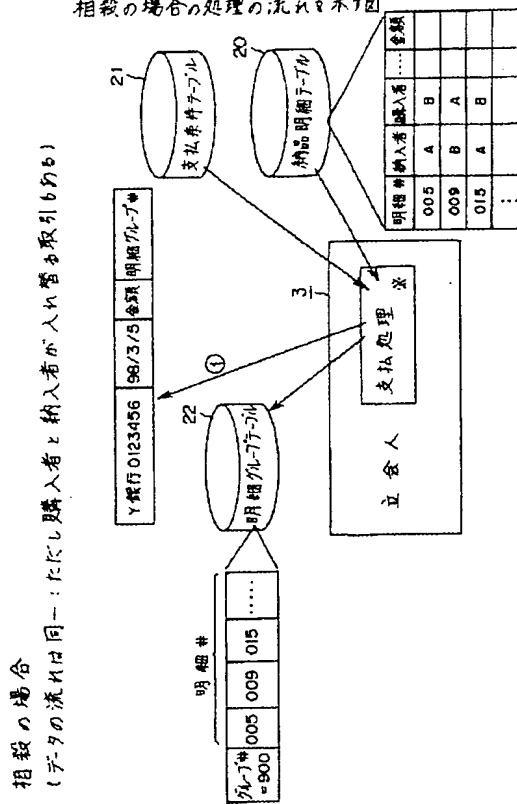 相殺の場合の処理の流れを示す図
相殺の場合
(データの流れは同一：ただし購入者と納入者が入れ替る取引もある)
Y銀行0123456 98/3/5 金額 明細グループ#
21
支払条件テーブル
20
納品明細テーブル
22
明細グループテーブル
①
3
支払処理
※
立会人
明細#
グループ# 005 009 015 ……
=900
明細# 納入者 購入者 …… 金額
005 A B
009 B A
015 A B
⋮